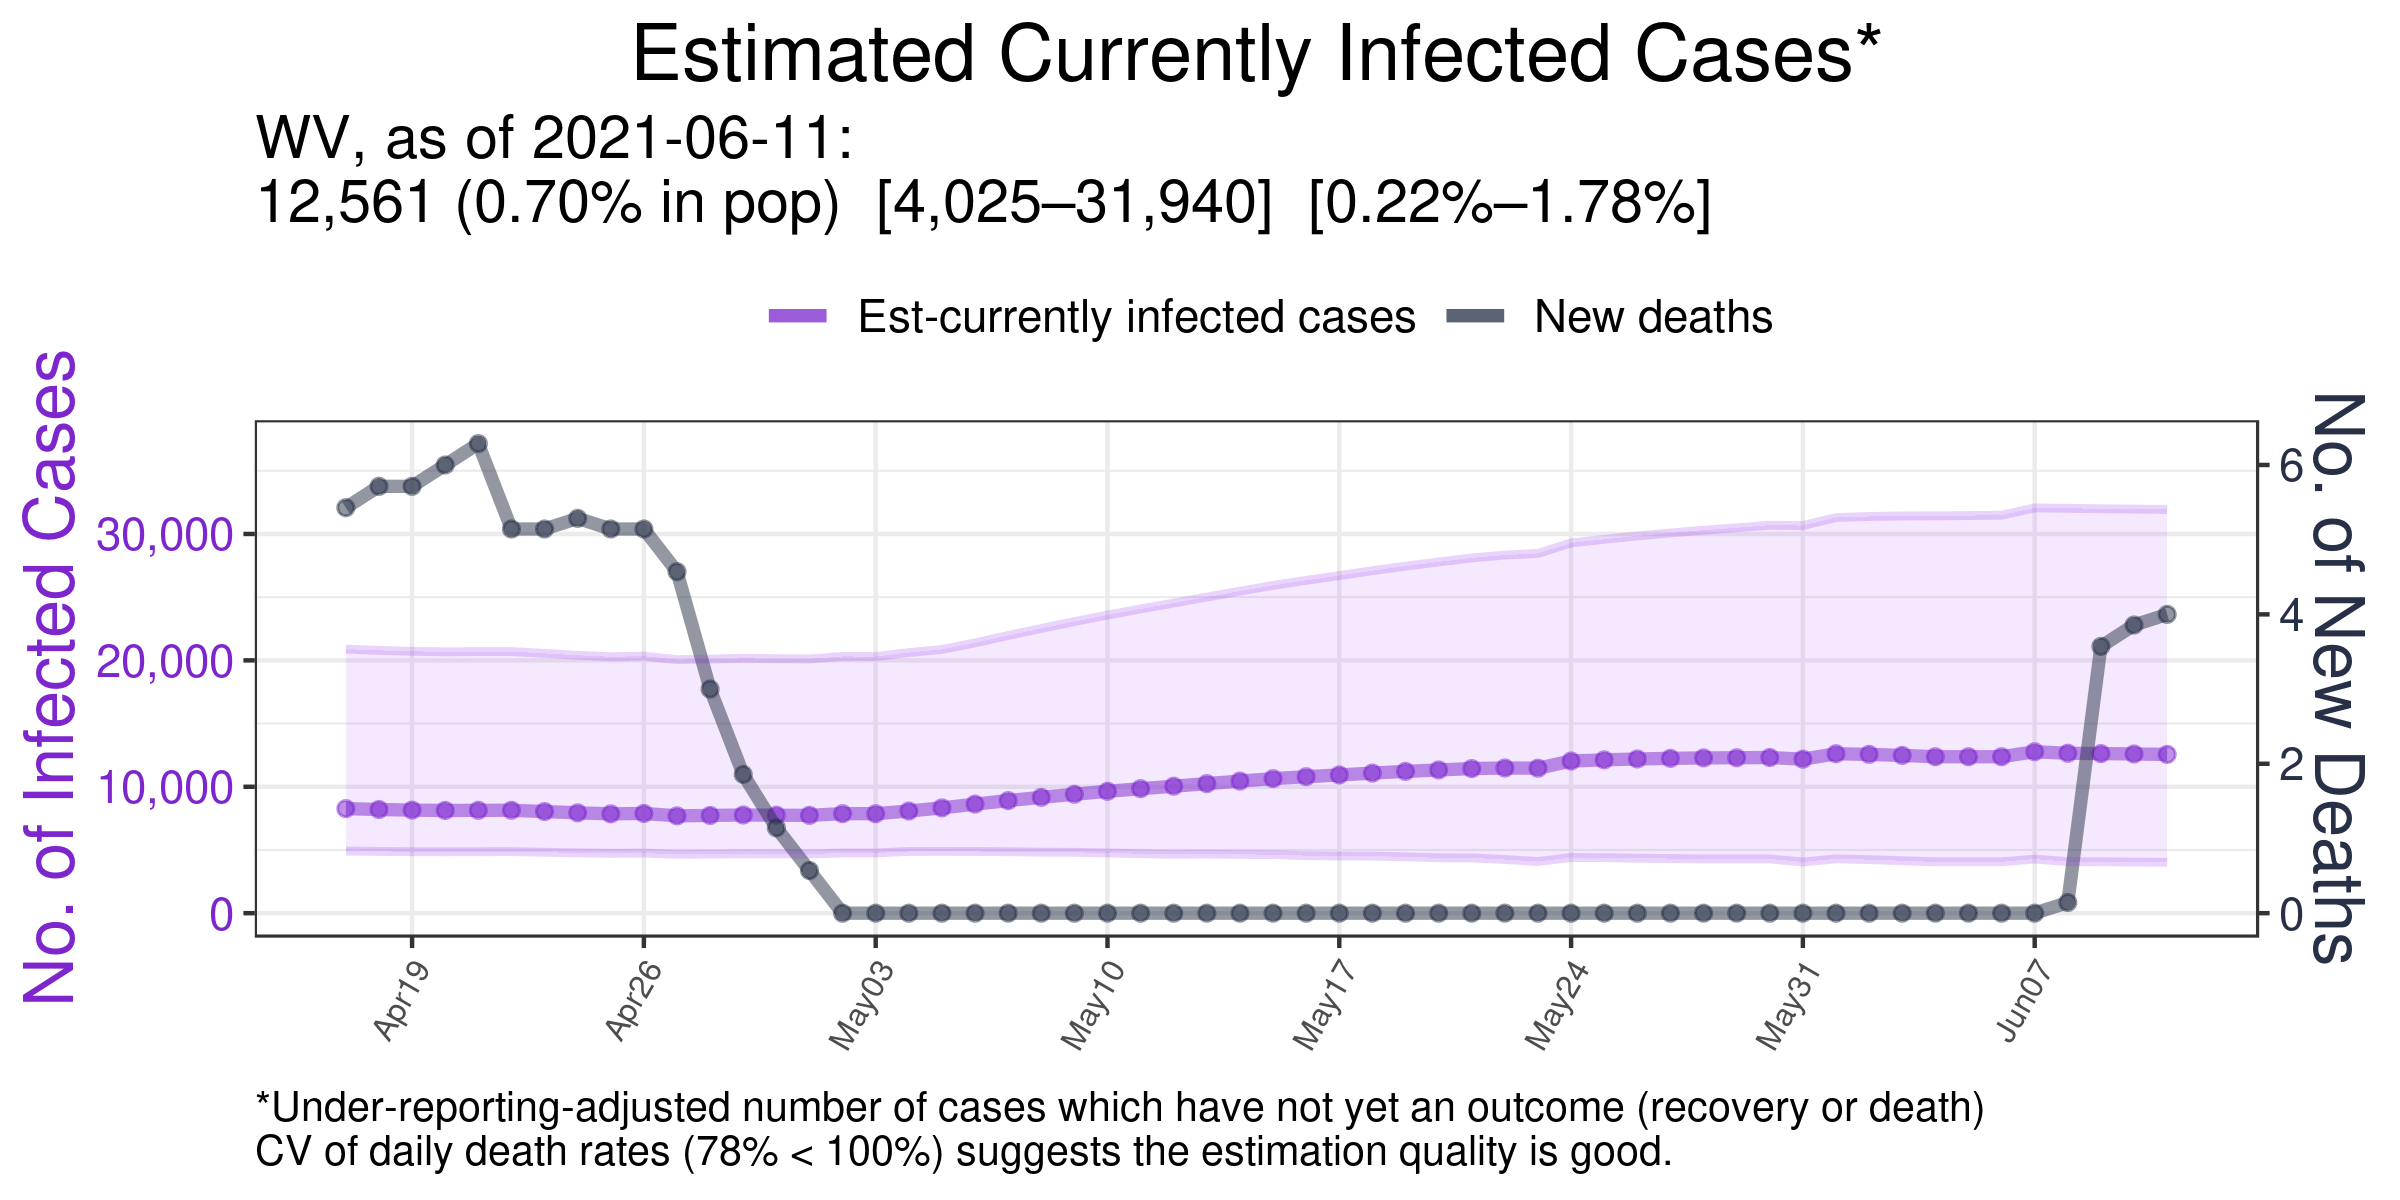 Estimated Currently Infected Cases*
WV, as of 2021-06-11:
12,561 (0.70% in pop)  [4,025–31,940]  [0.22%–1.78%]
Est-currently infected cases
New deaths
No. of Infected Cases
30,000
20,000
10,000
0
6
4
2
0
No. of New Deaths
Apr19
Apr26
May03
May10
May17
May24
May31
Jun07
*Under-reporting-adjusted number of cases which have not yet an outcome (recovery or death)
CV of daily death rates (78% < 100%) suggests the estimation quality is good.